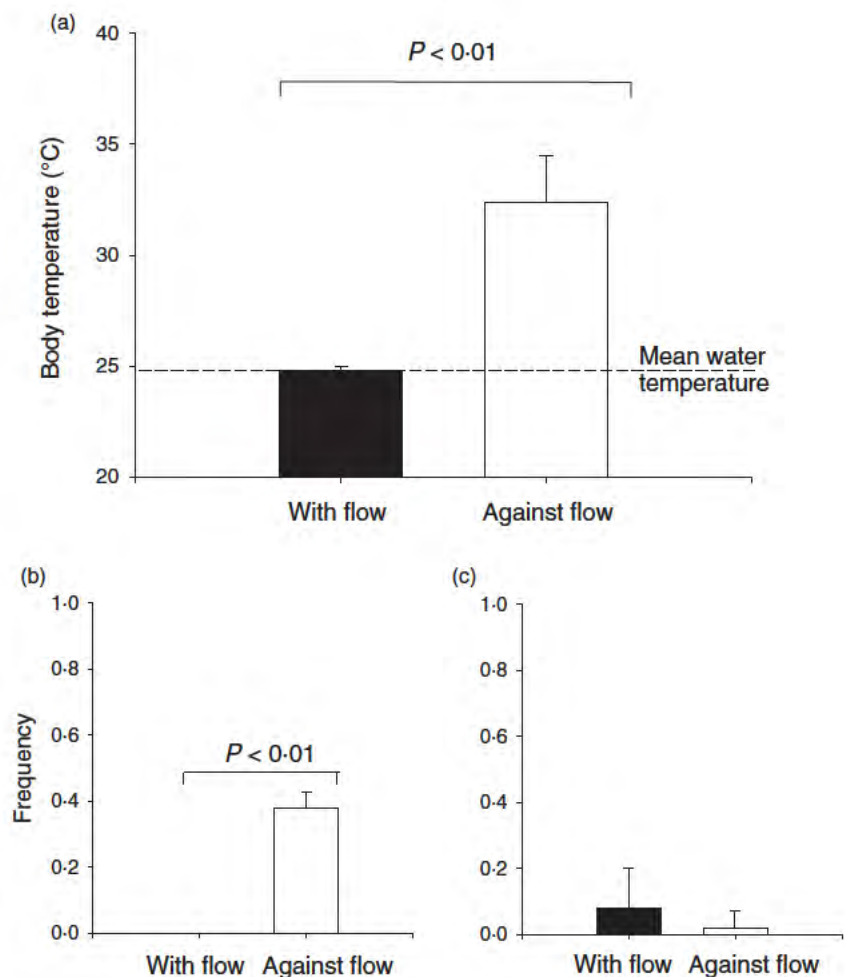 (a)
40
35
30
25
20
Body temperature (°C)
P < 0·01
Mean water
temperature
With flow Against flow
(b)
1·0
0·8
0·6
0·4
0·2
0·0
Frequency
P < 0·01
With flow Against flow
(c)
1·0
0·8
0·6
0·4
0·2
0·0
With flow Against flow